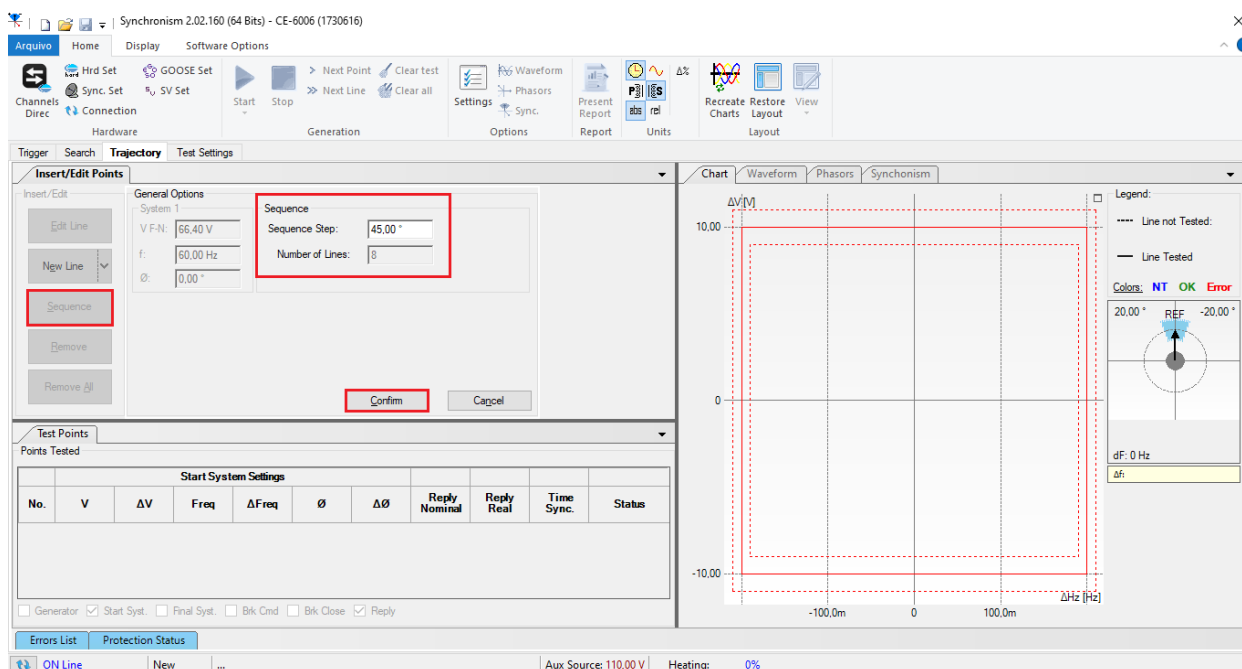 Synchronism 2.02.160 (64 Bits) - CE-6006 (1730616)
Arquivo Home Display Software Options
Hrd Set GOOSE Set Next Point Clear test Waveform Δ%
Sync. Set SV Set Next Line Clear all Phasors
Channels Direc Connection Start Stop Settings Sync. Present Report abs rel Recreate Charts Restore Layout View
Hardware Generation Options Report Units Layout
Trigger Search Trajectory Test Settings
Insert/Edit Points
Insert/Edit
Edit Line
New Line
Sequence
Remove
Remove All
General Options
System 1
V F-N: 66,40 V
f: 60,00 Hz
Ø: 0,00 °
Sequence
Sequence Step: 45,00 °
Number of Lines: 8
Confirm Cancel
Test Points
Points Tested
Start System Settings
No. V ΔV Freq ΔFreq Ø ΔØ Reply Nominal Reply Real Time Sync. Status
Generator Start Syst. Final Syst. Brk Cmd Brk Close Reply
Chart Waveform Phasors Synchonism
ΔV [V]
10,00
0
-10,00
-100,0m 0 100,0m
ΔHz [Hz]
Legend:
Line not Tested:
Line Tested
Colors: NT OK Error
20,00 ° REF -20,00 °
dF: 0 Hz
Δf:
Errors List Protection Status
ON Line New ... Aux Source: 110,00 V Heating: 0%